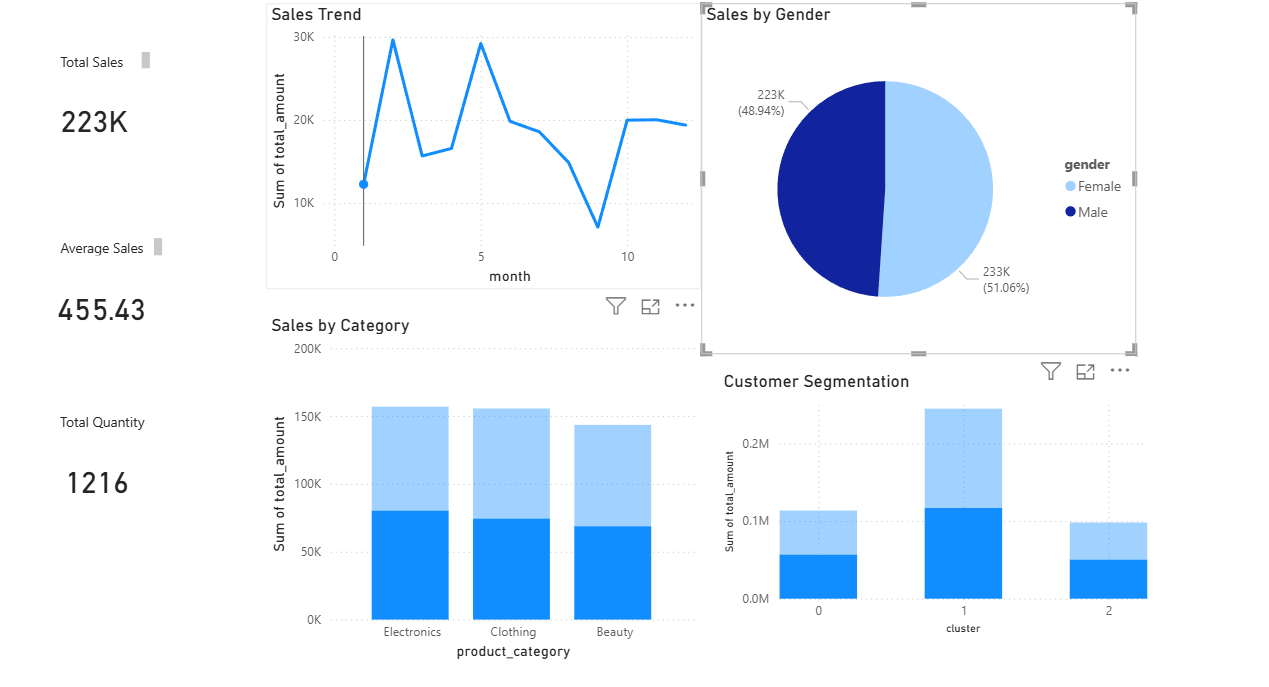 Total Sales
223K
Average Sales
455.43
Total Quantity
1216
Sales Trend
Sum of total_amount
30K
20K
10K
0
5
10
month
Sales by Gender
223K
(48.94%)
233K
(51.06%)
gender
Female
Male
Sales by Category
Sum of total_amount
200K
150K
100K
50K
0K
Electronics
Clothing
Beauty
product_category
Customer Segmentation
Sum of total_amount
0.2M
0.1M
0.0M
0
1
2
cluster